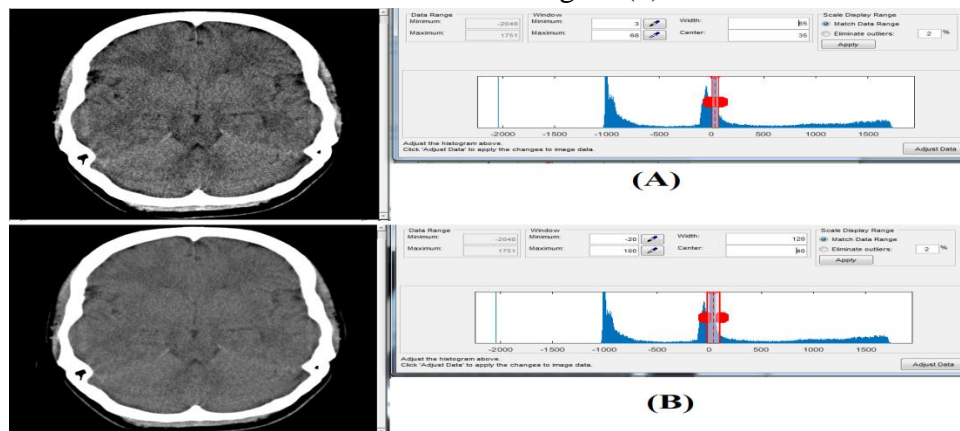 Data Range
Minimum: -2048
Maximum: 1751
Window
Minimum: 3
Maximum: 68
Width: 65
Center: 35
Scale Display Range
Match Data Range
Eliminate outliers: 2 %
Apply
-2000 -1000 -500 0 500 1000 1500
Adjust the histogram above.
Click 'Adjust Data' to apply the changes to image data.
Adjust Data
(A)
Data Range
Minimum: -2048
Maximum: 1751
Window
Minimum: -20
Maximum: 100
Width: 120
Center: 40
Scale Display Range
Match Data Range
Eliminate outliers: 2 %
Apply
-2000 -1500 -1000 -500 0 500 1000 1500
Adjust the histogram above.
Click 'Adjust Data' to apply the changes to image data.
Adjust Data
(B)